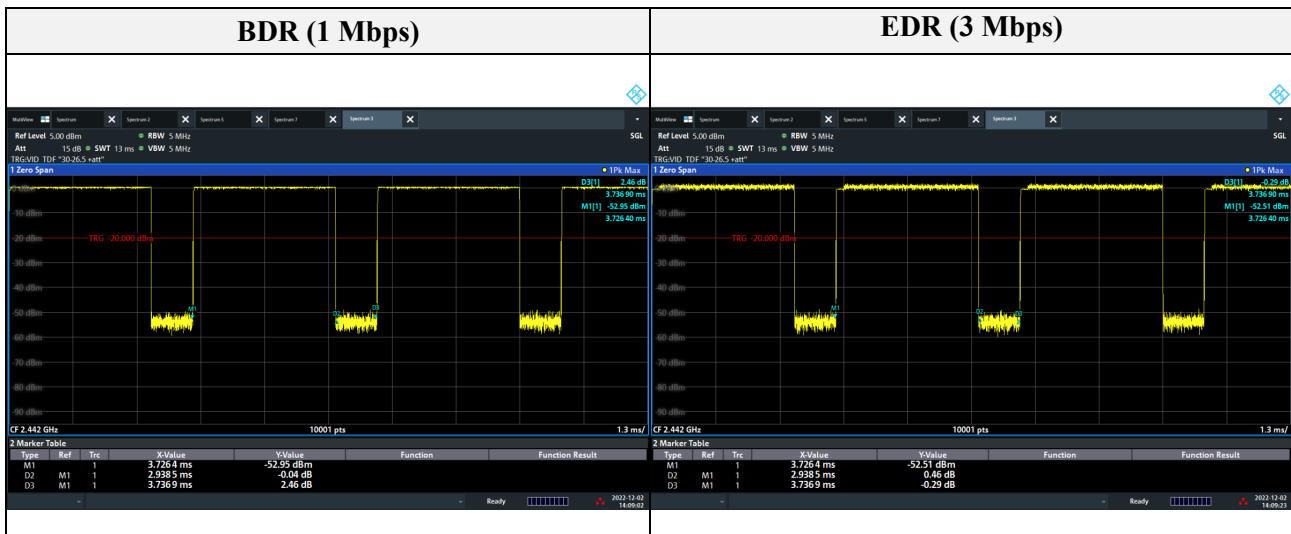 BDR (1 Mbps)
EDR (3 Mbps)
MultiView Spectrum Spectrum 2 Spectrum 5 Spectrum 7 Spectrum 3
Ref Level 5.00 dBm RBW 5 MHz SGL
Att 15 dB SWT 13 ms VBW 5 MHz
TRG:VID TDF "30-26.5 +att"
1 Zero Span 1Pk Max
D3[1] 2.46 dB
3.736 90 ms
M1[1] -52.95 dBm
3.726 40 ms
-10 dBm
-20 dBm TRG -20.000 dBm
-30 dBm
-40 dBm
M1 D2 D3
-50 dBm
-60 dBm
-70 dBm
-80 dBm
-90 dBm
CF 2.442 GHz 10001 pts 1.3 ms/
2 Marker Table
Type Ref Trc X-Value Y-Value Function Function Result
M1 1 3.726 4 ms -52.95 dBm
D2 M1 1 2.938 5 ms -0.04 dB
D3 M1 1 3.736 9 ms 2.46 dB
Ready 2022-12-02
14:09:02
MultiView Spectrum Spectrum 2 Spectrum 5 Spectrum 7 Spectrum 3
Ref Level 5.00 dBm RBW 5 MHz SGL
Att 15 dB SWT 13 ms VBW 5 MHz
TRG:VID TDF "30-26.5 +att"
1 Zero Span 1Pk Max
D3[1] -0.29 dB
3.736 90 ms
M1[1] -52.51 dBm
3.726 40 ms
-10 dBm
-20 dBm TRG -20.000 dBm
-30 dBm
-40 dBm
M1 D2 D3
-50 dBm
-60 dBm
-70 dBm
-80 dBm
-90 dBm
CF 2.442 GHz 10001 pts 1.3 ms/
2 Marker Table
Type Ref Trc X-Value Y-Value Function Function Result
M1 1 3.726 4 ms -52.51 dBm
D2 M1 1 2.938 5 ms 0.46 dB
D3 M1 1 3.736 9 ms -0.29 dB
Ready 2022-12-02
14:09:23